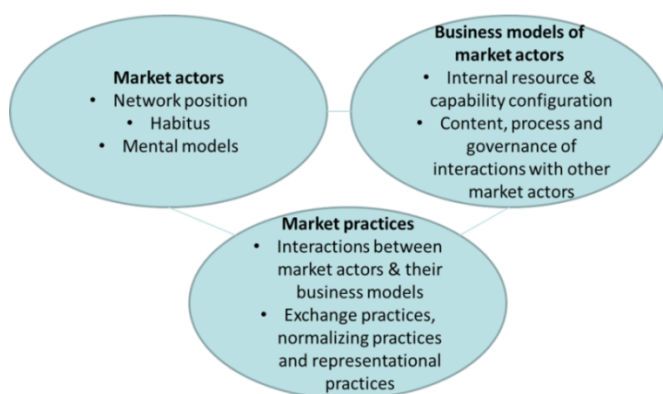 Market actors
• Network position
• Habitus
• Mental models
Business models of
market actors
• Internal resource &
capability configuration
• Content, process and
governance of
interactions with other
market actors
Market practices
• Interactions between
market actors & their
business models
• Exchange practices,
normalizing practices
and representational
practices